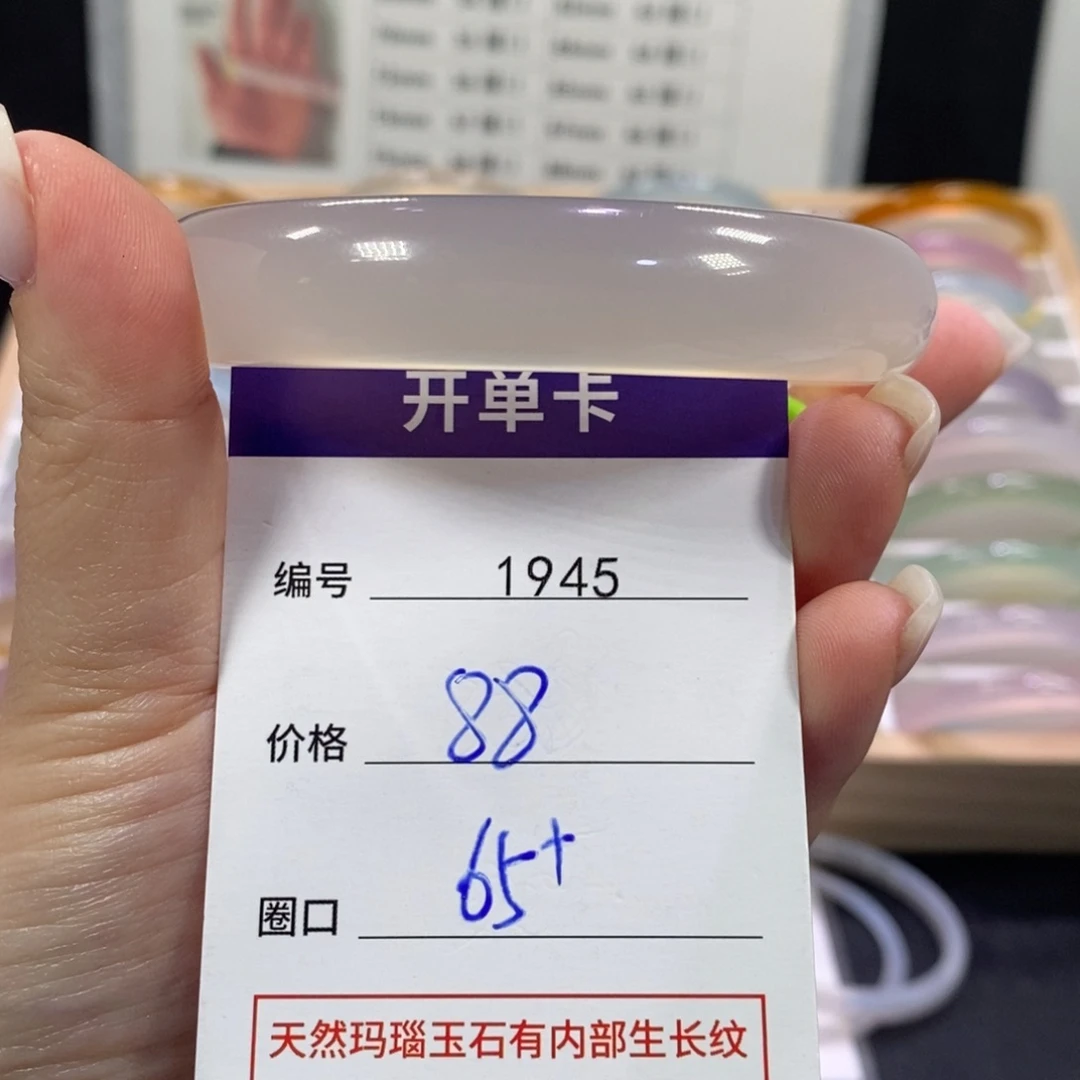 开单卡
编号 1945
价格 88
圈口 65+
天然玛瑙玉石有内部生长纹